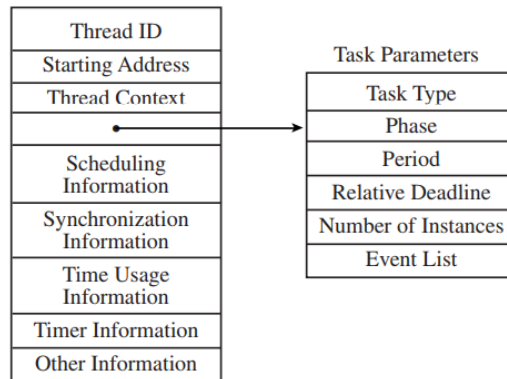 Thread ID
Starting Address
Thread Context
Scheduling
Information
Synchronization
Information
Time Usage
Information
Timer Information
Other Information
Task Parameters
Task Type
Phase
Period
Relative Deadline
Number of Instances
Event List